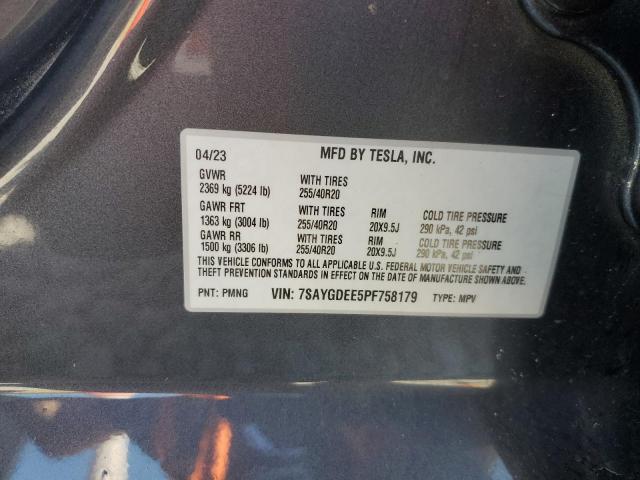 04/23 MFD BY TESLA, INC.
GVWR WITH TIRES
2369 kg (5224 lb) 255/40R20
GAWR FRT WITH TIRES RIM COLD TIRE PRESSURE
1363 kg (3004 lb) 255/40R20 20X9.5J 290 kPa, 42 psi
GAWR RR WITH TIRES RIM COLD TIRE PRESSURE
1500 kg (3306 lb) 255/40R20 20X9.5J 290 kPa, 42 psi
THIS VEHICLE CONFORMS TO ALL APPLICABLE U.S. FEDERAL MOTOR VEHICLE SAFETY AND
THEFT PREVENTION STANDARDS IN EFFECT ON THE DATE OF MANUFACTURE SHOWN ABOVE.
PNT: PMNG VIN: 7SAYGDEE5PF758179 TYPE: MPV